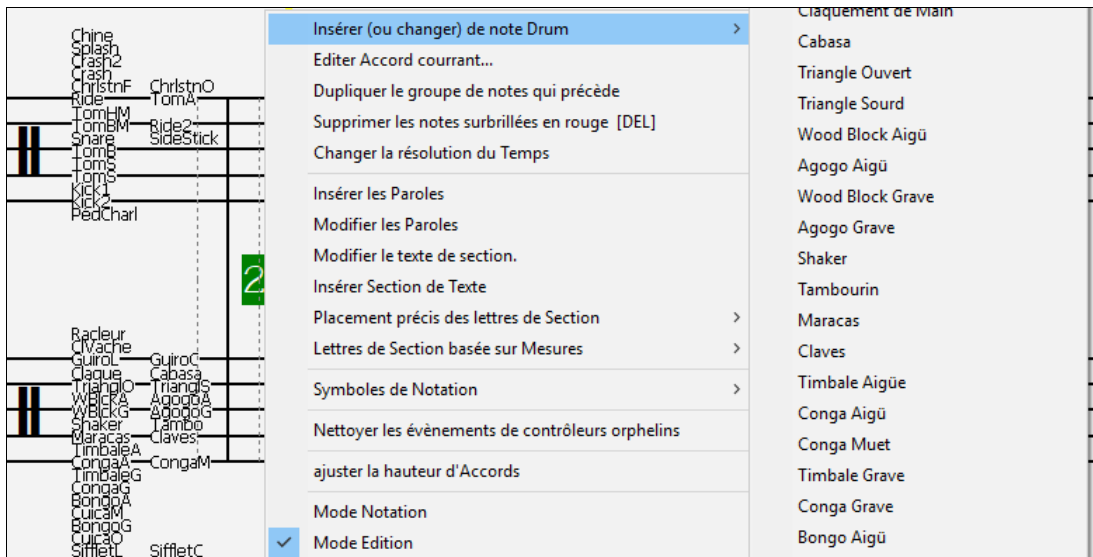 Chine
Splash
Crash2
Crash
ChrlstnF ChrlstnO
Ride TomA
TomHM
TomBM Ride2
Snare SideStick
TomB
TomS
TomS
Kick1
Kick2
PédCharl
2
Racleur
ClVache
GuiroL GuiroC
Claque Cabasa
TrianglO TrianglS
WBlckA AgogoA
WBlckG AgogoG
Shaker Tambo
Maracas Claves
TimbaleA
CongaA CongaM
TimbaleG
CongaG
BongoA
CuicaM
BongoG
CuicaO
SiffletL SiffletC
Insérer (ou changer) de note Drum
Editer Accord courrant...
Dupliquer le groupe de notes qui précède
Supprimer les notes surbrillées en rouge [DEL]
Changer la résolution du Temps
Insérer les Paroles
Modifier les Paroles
Modifier le texte de section.
Insérer Section de Texte
Placement précis des lettres de Section
Lettres de Section basée sur Mesures
Symboles de Notation
Nettoyer les évènements de contrôleurs orphelins
ajuster la hauteur d'Accords
Mode Notation
Mode Edition
Claquement de Main
Cabasa
Triangle Ouvert
Triangle Sourd
Wood Block Aigü
Agogo Aigü
Wood Block Grave
Agogo Grave
Shaker
Tambourin
Maracas
Claves
Timbale Aigüe
Conga Aigü
Conga Muet
Timbale Grave
Conga Grave
Bongo Aigü